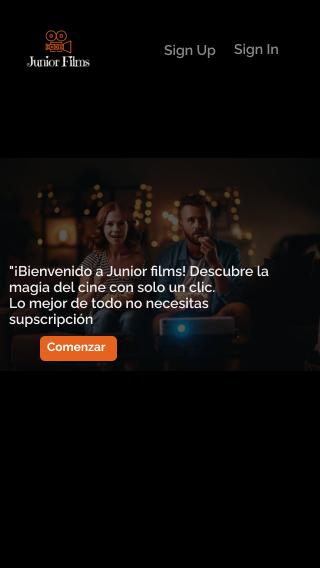 Junior Films
Sign Up
Sign In
"¡Bienvenido a Junior films! Descubre la
magia del cine con solo un clic.
Lo mejor de todo no necesitas
supscripción
Comenzar